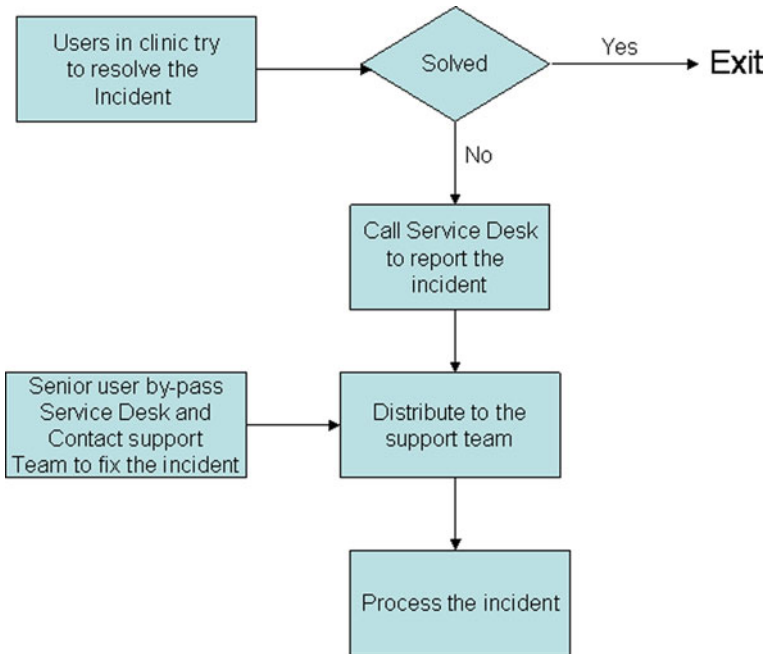 Users in clinic try
to resolve the
Incident
Solved
Yes
Exit
No
Call Service Desk
to report the
incident
Senior user by-pass
Service Desk and
Contact support
Team to fix the incident
Distribute to the
support team
Process the incident